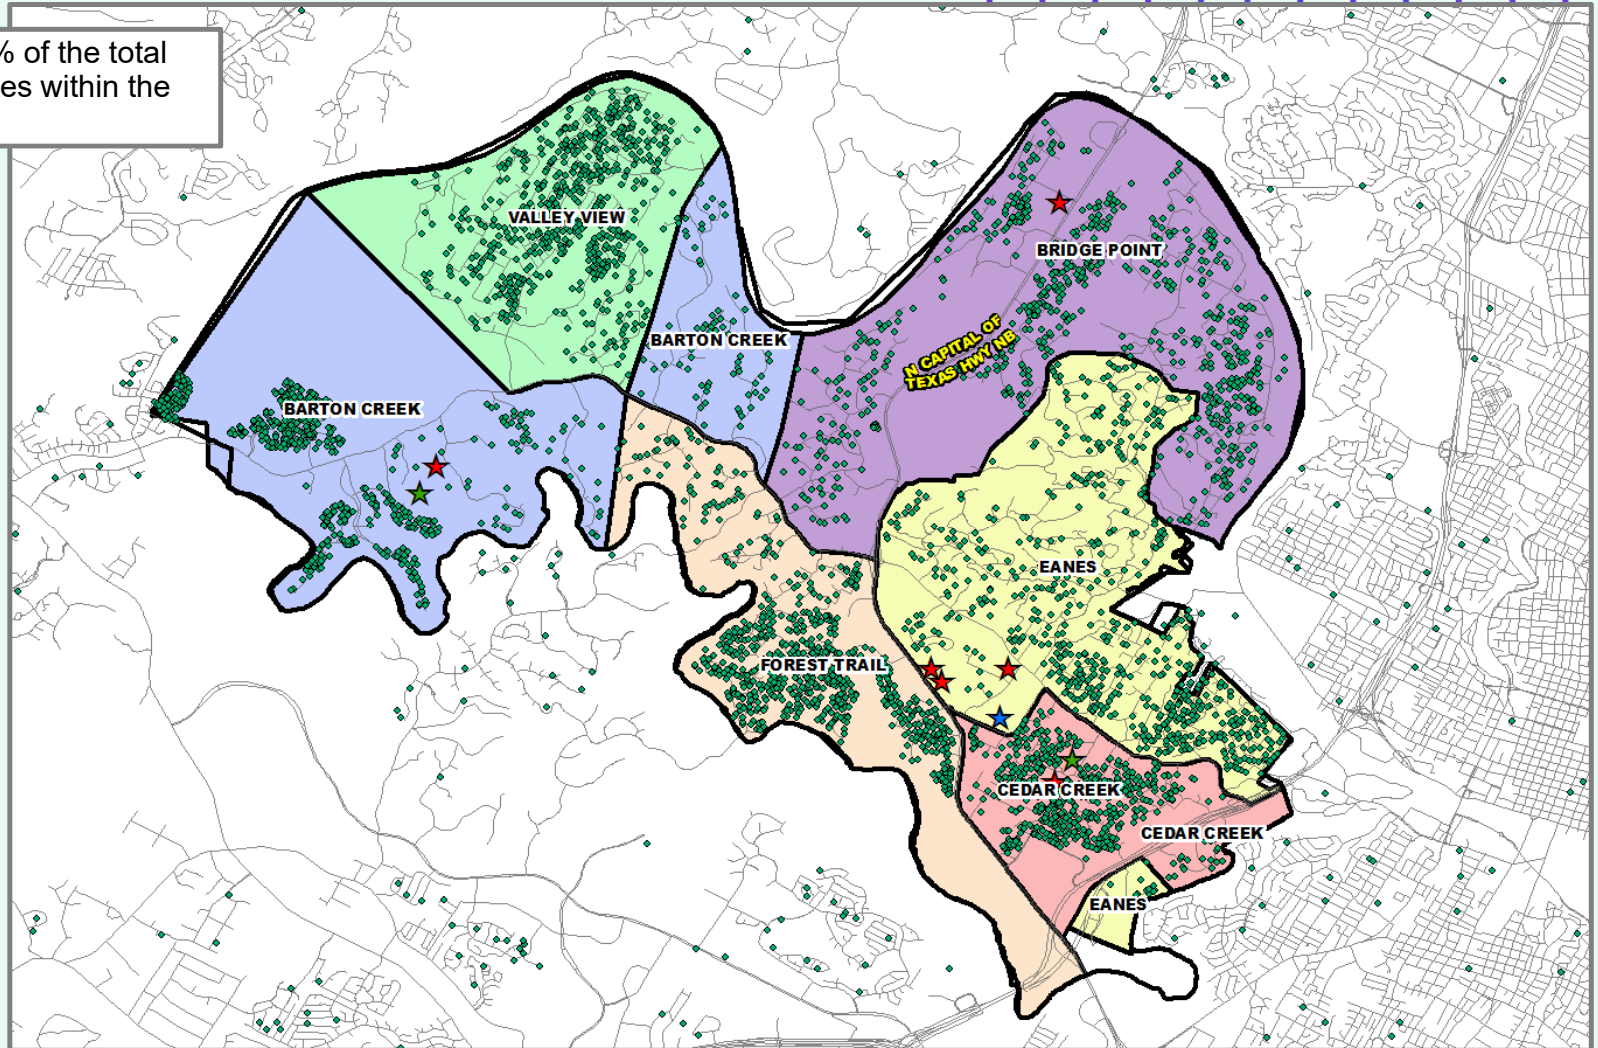 % of the total
es within the
VALLEY VIEW
BRIDGE POINT
BARTON CREEK
N CAPITAL OF
TEXAS HWY NB
BARTON CREEK
EANES
FOREST TRAIL
CEDAR CREEK
CEDAR CREEK
EANES